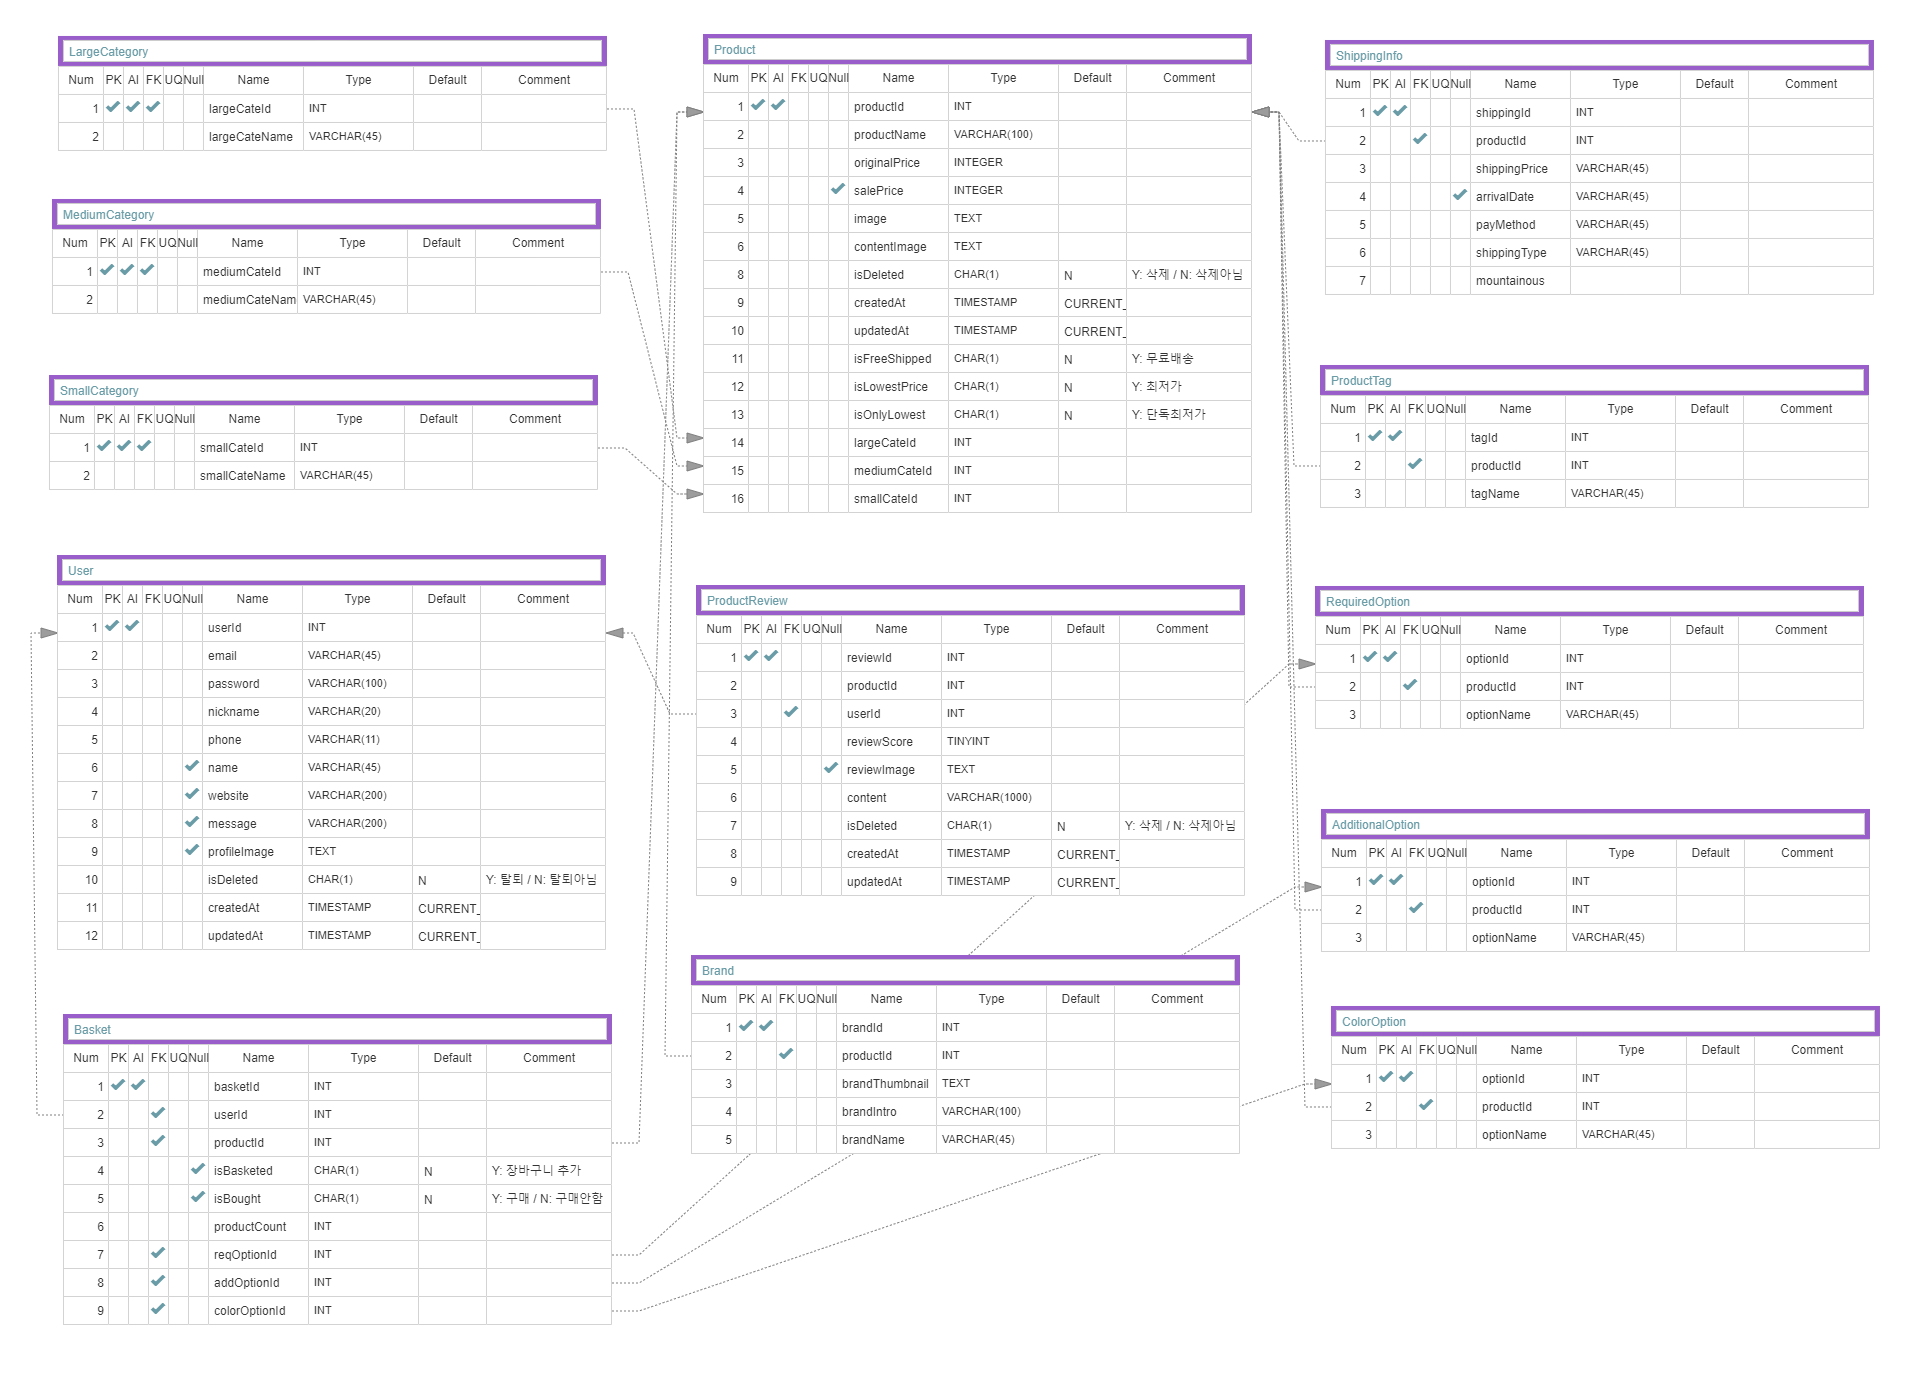 LargeCategory
Num PK AI FK UQ Null Name Type Default Comment
1 largeCateId INT
2 largeCateName VARCHAR(45)
MediumCategory
Num PK AI FK UQ Null Name Type Default Comment
1 mediumCateId INT
2 mediumCateNam VARCHAR(45)
SmallCategory
Num PK AI FK UQ Null Name Type Default Comment
1 smallCateId INT
2 smallCateName VARCHAR(45)
User
Num PK AI FK UQ Null Name Type Default Comment
1 userId INT
2 email VARCHAR(45)
3 password VARCHAR(100)
4 nickname VARCHAR(20)
5 phone VARCHAR(11)
6 name VARCHAR(45)
7 website VARCHAR(200)
8 message VARCHAR(200)
9 profileImage TEXT
10 isDeleted CHAR(1) N Y: 탈퇴 / N: 탈퇴아님
11 createdAt TIMESTAMP CURRENT_
12 updatedAt TIMESTAMP CURRENT_
Basket
Num PK AI FK UQ Null Name Type Default Comment
1 basketId INT
2 userId INT
3 productId INT
4 isBasketed CHAR(1) N Y: 장바구니 추가
5 isBought CHAR(1) N Y: 구매 / N: 구매안함
6 productCount INT
7 reqOptionId INT
8 addOptionId INT
9 colorOptionId INT
Product
Num PK AI FK UQ Null Name Type Default Comment
1 productId INT
2 productName VARCHAR(100)
3 originalPrice INTEGER
4 salePrice INTEGER
5 image TEXT
6 contentImage TEXT
8 isDeleted CHAR(1) N Y: 삭제 / N: 삭제아님
9 createdAt TIMESTAMP CURRENT_
10 updatedAt TIMESTAMP CURRENT_
11 isFreeShipped CHAR(1) N Y: 무료배송
12 isLowestPrice CHAR(1) N Y: 최저가
13 isOnlyLowest CHAR(1) N Y: 단독최저가
14 largeCateId INT
15 mediumCateId INT
16 smallCateId INT
ProductReview
Num PK AI FK UQ Null Name Type Default Comment
1 reviewId INT
2 productId INT
3 userId INT
4 reviewScore TINYINT
5 reviewImage TEXT
6 content VARCHAR(1000)
7 isDeleted CHAR(1) N Y: 삭제 / N: 삭제아님
8 createdAt TIMESTAMP CURRENT_
9 updatedAt TIMESTAMP CURRENT_
Brand
Num PK AI FK UQ Null Name Type Default Comment
1 brandId INT
2 productId INT
3 brandThumbnail TEXT
4 brandIntro VARCHAR(100)
5 brandName VARCHAR(45)
ShippingInfo
Num PK AI FK UQ Null Name Type Default Comment
1 shippingId INT
2 productId INT
3 shippingPrice VARCHAR(45)
4 arrivalDate VARCHAR(45)
5 payMethod VARCHAR(45)
6 shippingType VARCHAR(45)
7 mountainous
ProductTag
Num PK AI FK UQ Null Name Type Default Comment
1 tagId INT
2 productId INT
3 tagName VARCHAR(45)
RequiredOption
Num PK AI FK UQ Null Name Type Default Comment
1 optionId INT
2 productId INT
3 optionName VARCHAR(45)
AdditionalOption
Num PK AI FK UQ Null Name Type Default Comment
1 optionId INT
2 productId INT
3 optionName VARCHAR(45)
ColorOption
Num PK AI FK UQ Null Name Type Default Comment
1 optionId INT
2 productId INT
3 optionName VARCHAR(45)